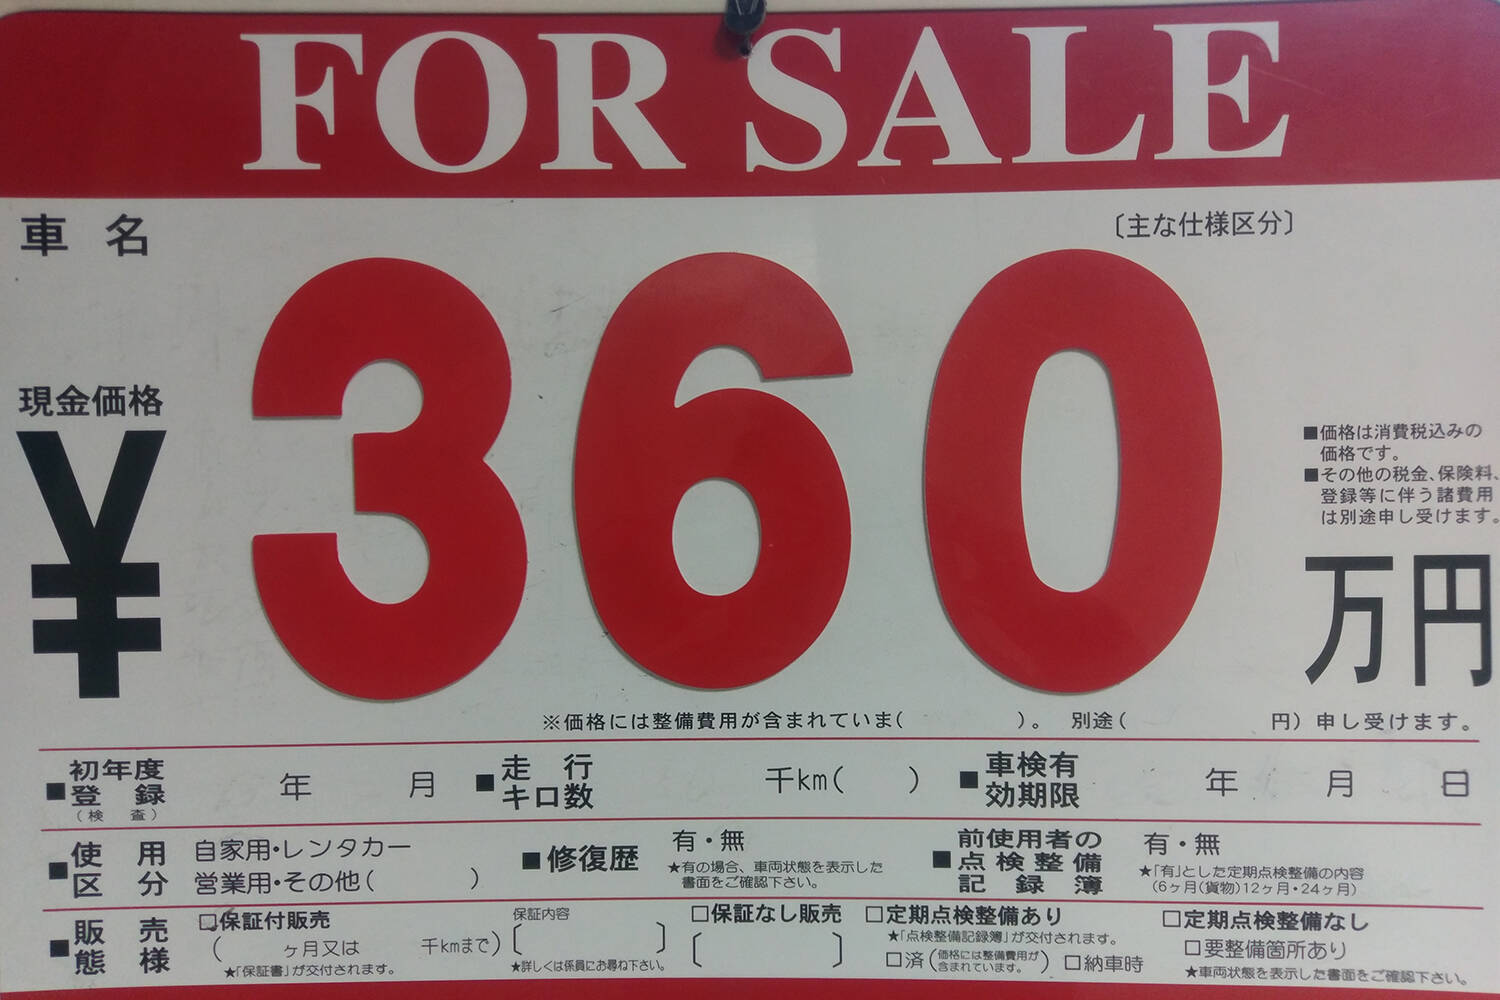 FOR SALE
車名
〔主な仕様区分〕
現金価格
¥ 360 万円
■価格は消費税込みの
価格です。
■その他の税金、保険料、
登録等に伴う諸費用
は別途申し受けます。
※価格には整備費用が含まれていま( )。 別途( 円) 申し受けます。
■初年度登録(検査) 年 月
■走行キロ数 千km( )
■車検有効期限 年 月 日
■使用区分 自家用・レンタカー
営業用・その他( )
■修復歴 有・無
★有の場合、車両状態を表示した
書面をご確認下さい。
■前使用者の点検整備記録簿 有・無
★「有」とした定期点検整備の内容
(6ヶ月(貨物)12ヶ月・24ヶ月)
■販売態様
□保証付販売
( ヶ月又は 千kmまで)
★「保証書」が交付されます。
保証内容
〔 〕
★詳しくは係員にお尋ね下さい。
□保証なし販売
〔 〕
□定期点検整備あり
★「点検整備記録簿」が交付されます。
□済(価格には整備費用が含まれています。) □納車時
□定期点検整備なし
□要整備箇所あり
★車両状態を表示した書面をご確認下さい。